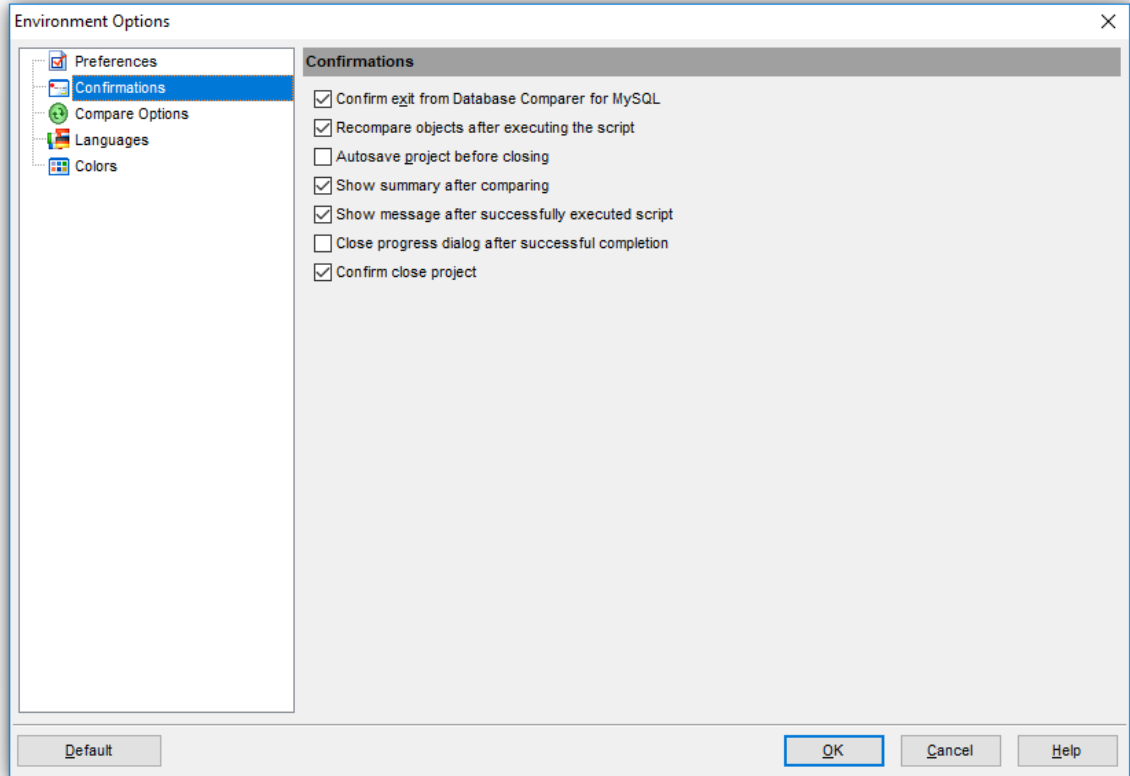 Environment Options
Preferences
Confirmations
Compare Options
Languages
Colors
Confirmations
Confirm exit from Database Comparer for MySQL
Recompare objects after executing the script
Autosave project before closing
Show summary after comparing
Show message after successfully executed script
Close progress dialog after successful completion
Confirm close project
Default
OK
Cancel
Help